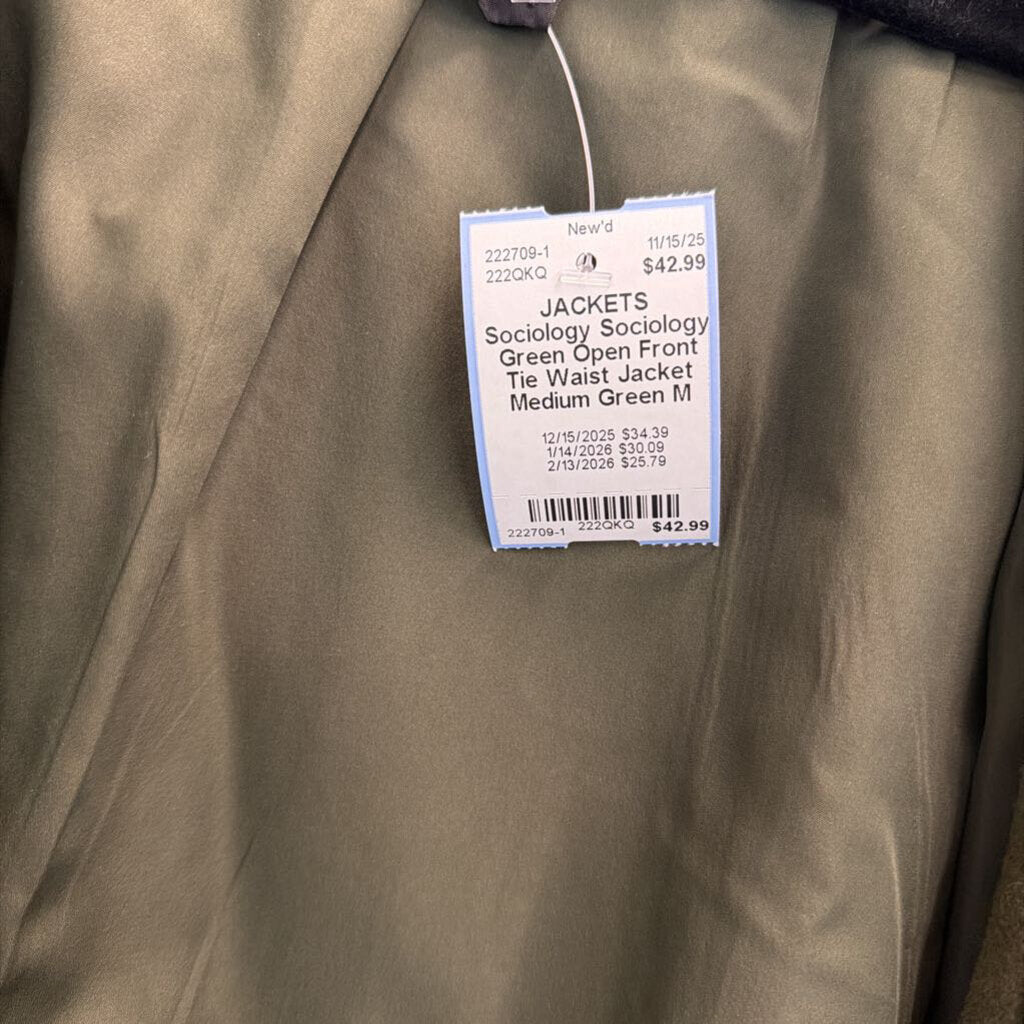 New'd
222709-1 11/15/25
222QKQ $42.99
JACKETS
Sociology Sociology
Green Open Front
Tie Waist Jacket
Medium Green M
12/15/2025 $34.39
1/14/2026 $30.09
2/13/2026 $25.79
222709-1 222QKQ $42.99